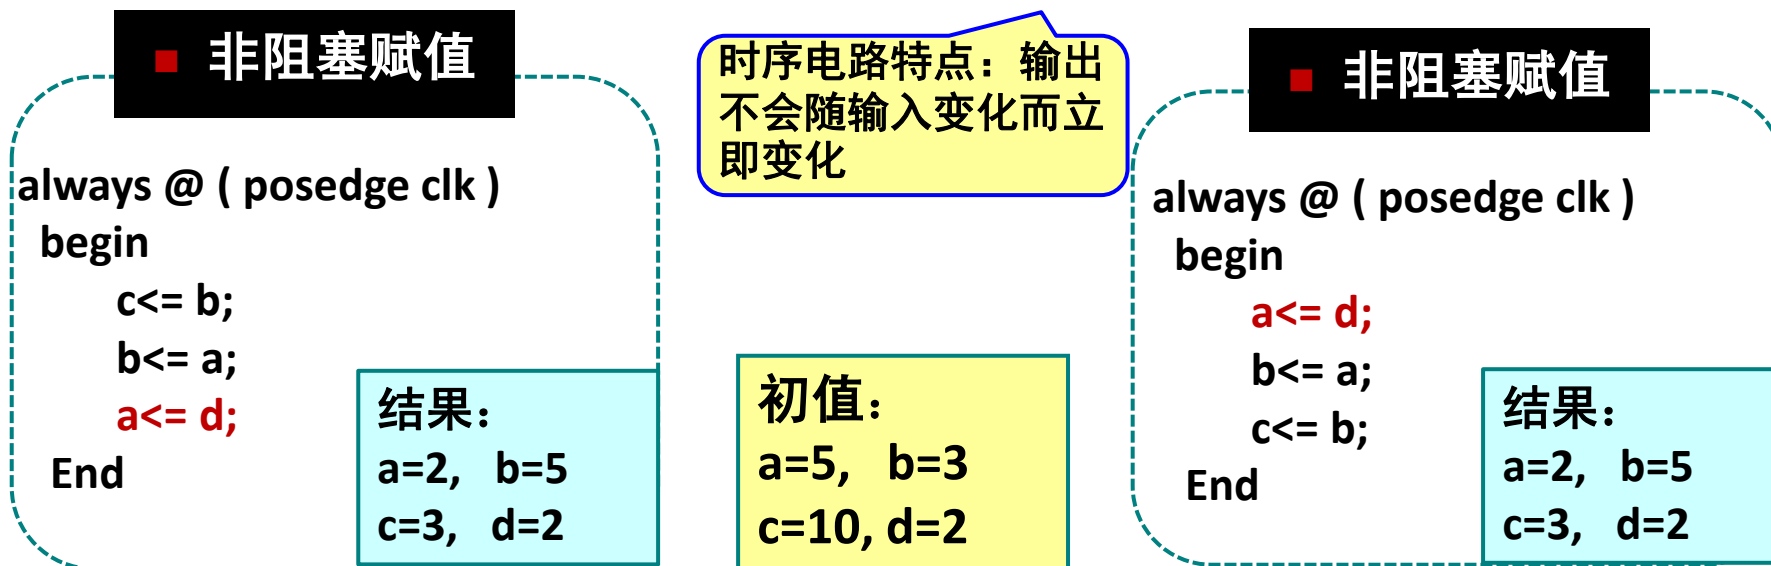 非阻塞赋值
always @ ( posedge clk )
begin
c<= b;
b<= a;
a<= d;
End
结果：
a=2, b=5
c=3, d=2
时序电路特点：输出
不会随输入变化而立
即变化
初值：
a=5, b=3
c=10, d=2
非阻塞赋值
always @ ( posedge clk )
begin
a<= d;
b<= a;
c<= b;
End
结果：
a=2, b=5
c=3, d=2